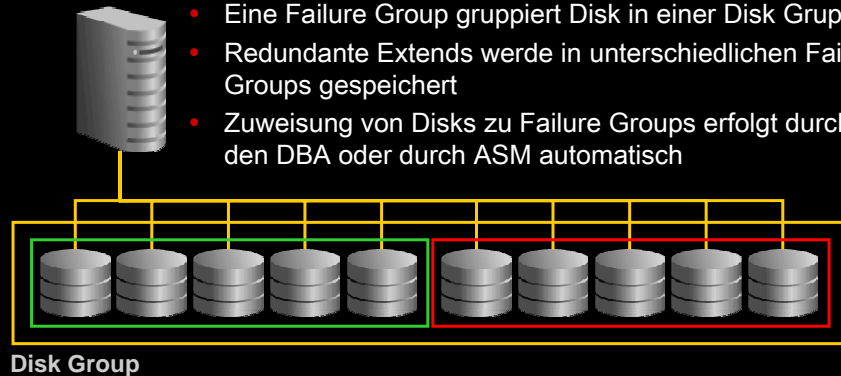 • Eine Failure Group gruppiert Disk in einer Disk Grup
• Redundante Extends werde in unterschiedlichen Fai
Groups gespeichert
• Zuweisung von Disks zu Failure Groups erfolgt durch
den DBA oder durch ASM automatisch
Disk Group